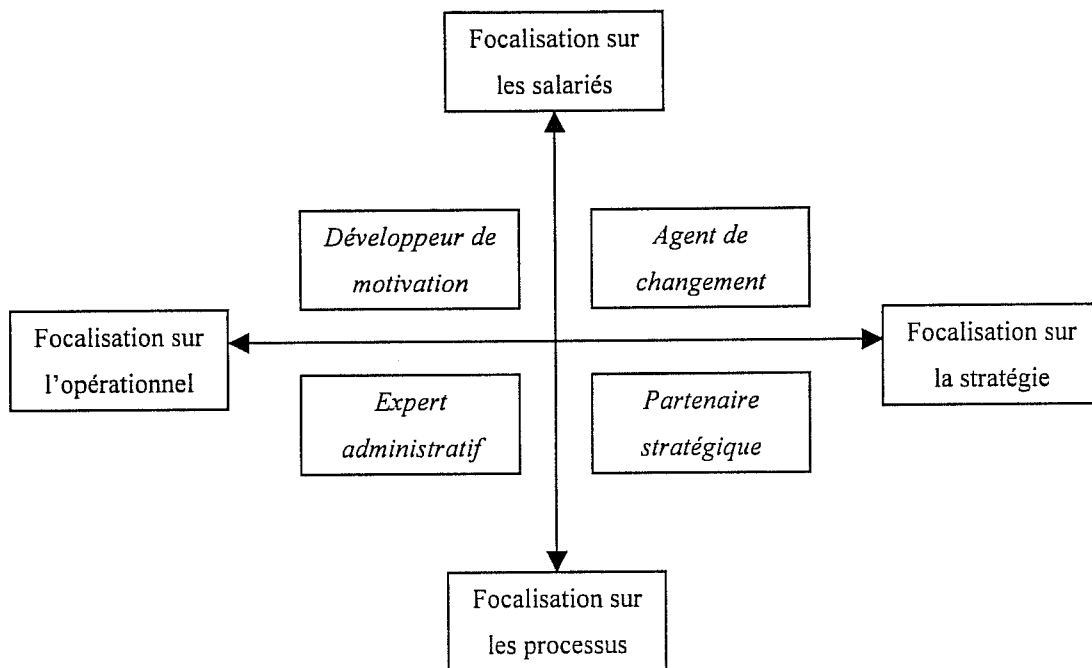 Focalisation sur
les salariés
Développeur de
motivation
Agent de
changement
Focalisation sur
l'opérationnel
Focalisation sur
la stratégie
Expert
administratif
Partenaire
stratégique
Focalisation sur
les processus